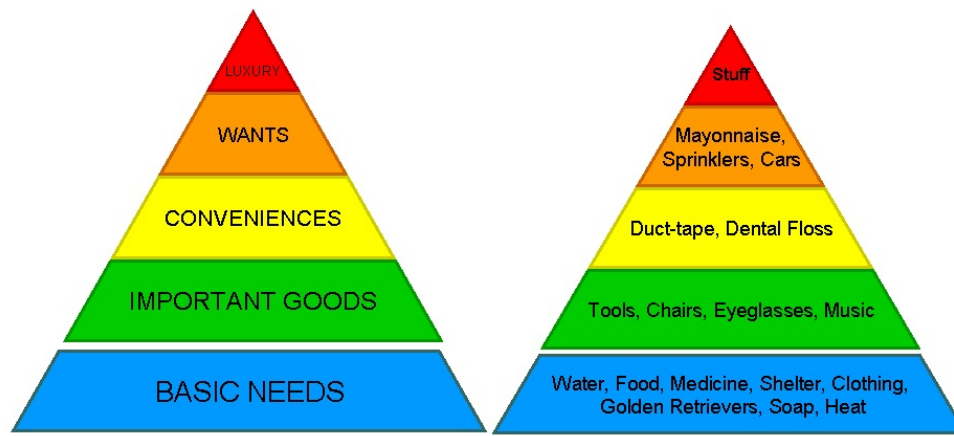 LUXURY
WANTS
CONVENIENCES
IMPORTANT GOODS
BASIC NEEDS
Stuff
Mayonnaise,
Sprinklers, Cars
Duct-tape, Dental Floss
Tools, Chairs, Eyeglasses, Music
Water, Food, Medicine, Shelter, Clothing,
Golden Retrievers, Soap, Heat